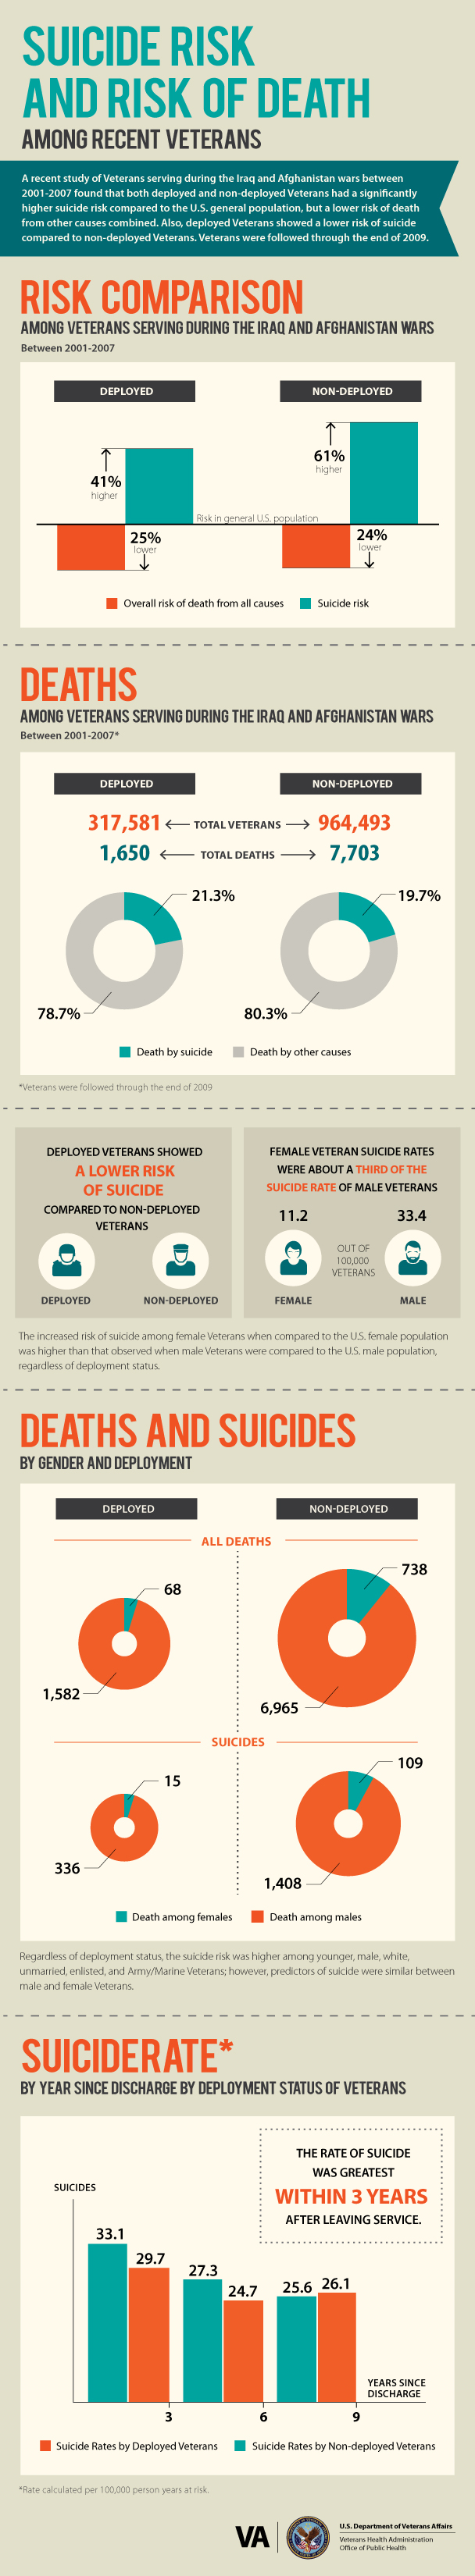 SUICIDE RISK
AND RISK OF DEATH
AMONG RECENT VETERANS
A recent study of Veterans serving during the Iraq and Afghanistan wars between
2001-2007 found that both deployed and non-deployed Veterans had a significantly
higher suicide risk compared to the U.S. general population, but a lower risk of death
from other causes combined. Also, deployed Veterans showed a lower risk of suicide
compared to non-deployed Veterans. Veterans were followed through the end of 2009.
RISK COMPARISON
AMONG VETERANS SERVING DURING THE IRAQ AND AFGHANISTAN WARS
Between 2001-2007
DEPLOYED
NON-DEPLOYED
41%
higher
61%
higher
Risk in general U.S. population
25%
lower
24%
lower
Overall risk of death from all causes
Suicide risk
DEATHS
AMONG VETERANS SERVING DURING THE IRAQ AND AFGHANISTAN WARS
Between 2001-2007*
DEPLOYED
NON-DEPLOYED
317,581
TOTAL VETERANS
964,493
1,650
TOTAL DEATHS
7,703
21.3%
19.7%
78.7%
80.3%
Death by suicide
Death by other causes
*Veterans were followed through the end of 2009
DEPLOYED VETERANS SHOWED
A LOWER RISK
OF SUICIDE
COMPARED TO NON-DEPLOYED
VETERANS
DEPLOYED
NON-DEPLOYED
FEMALE VETERAN SUICIDE RATES
WERE ABOUT A THIRD OF THE
SUICIDE RATE OF MALE VETERANS
11.2
33.4
OUT OF
100,000
VETERANS
FEMALE
MALE
The increased risk of suicide among female Veterans when compared to the U.S. female population
was higher than that observed when male Veterans were compared to the U.S. male population,
regardless of deployment status.
DEATHS AND SUICIDES
BY GENDER AND DEPLOYMENT
DEPLOYED
NON-DEPLOYED
ALL DEATHS
68
738
1,582
6,965
SUICIDES
15
109
336
1,408
Death among females
Death among males
Regardless of deployment status, the suicide risk was higher among younger, male, white,
unmarried, enlisted, and Army/Marine Veterans; however, predictors of suicide were similar between
male and female Veterans.
SUICIDERATE*
BY YEAR SINCE DISCHARGE BY DEPLOYMENT STATUS OF VETERANS
THE RATE OF SUICIDE
WAS GREATEST
WITHIN 3 YEARS
AFTER LEAVING SERVICE.
SUICIDES
33.1
29.7
27.3
24.7
25.6
26.1
YEARS SINCE
DISCHARGE
3
6
9
Suicide Rates by Deployed Veterans
Suicide Rates by Non-deployed Veterans
*Rate calculated per 100,000 person years at risk.
VA
U.S. Department of Veterans Affairs
Veterans Health Administration
Office of Public Health